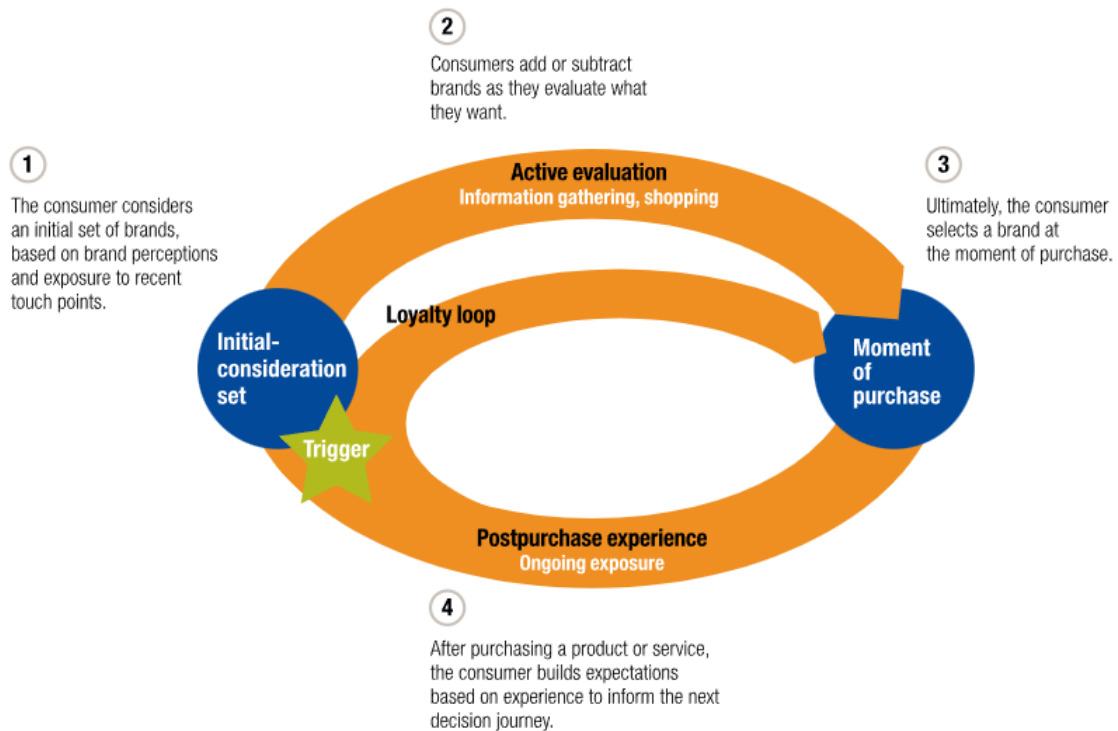 2
Consumers add or subtract
brands as they evaluate what
they want.
1
The consumer considers
an initial set of brands,
based on brand perceptions
and exposure to recent
touch points.
Active evaluation
Information gathering, shopping
3
Ultimately, the consumer
selects a brand at
the moment of purchase.
Loyalty loop
Initial-
consideration
set
Moment
of
purchase
Trigger
Postpurchase experience
Ongoing exposure
4
After purchasing a product or service,
the consumer builds expectations
based on experience to inform the next
decision journey.